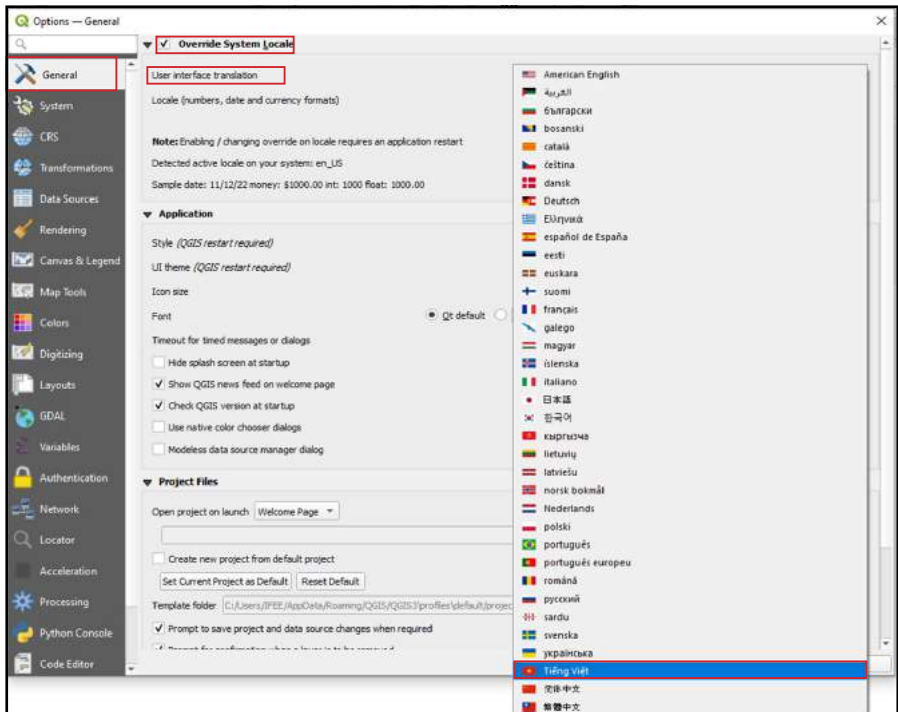 Options — General
General
System
CRS
Transformations
Data Sources
Rendering
Canvas & Legend
Map Tools
Colors
Digitizing
Layouts
GDAL
Variables
Authentication
Network
Locator
Acceleration
Processing
Python Console
Code Editor
Override System Locale
User interface translation
Locale (numbers, date and currency formats)
Note: Enabling / changing override on locale requires an application restart
Detected active locale on your system: en_US
Sample date: 11/12/22 money: $1000.00 int: 1000 float: 1000.00
Application
Style (QGIS restart required)
UI theme (QGIS restart required)
Icon size
Font
Qt default
Timeout for timed messages or dialogs
Hide splash screen at startup
Show QGIS news feed on welcome page
Check QGIS version at startup
Use native color chooser dialogs
Modeless data source manager dialog
Project Files
Open project on launch Welcome Page
Create new project from default project
Set Current Project as Default Reset Default
Template folder C:/Users/IFEE/AppData/Roaming/QGIS/QGIS3\profiles\default/projec
Prompt to save project and data source changes when required
Prompt for confirmation when a layer is to be removed
American English
العربية
български
bosanski
català
čeština
dansk
Deutsch
Ελληνικά
español de España
eesti
euskara
suomi
français
galego
magyar
íslenska
italiano
日本語
한국어
кыргызча
lietuvių
latviešu
norsk bokmål
Nederlands
polski
português
português europeu
română
русский
sardu
svenska
українська
Tiếng Việt
简体中文
繁體中文